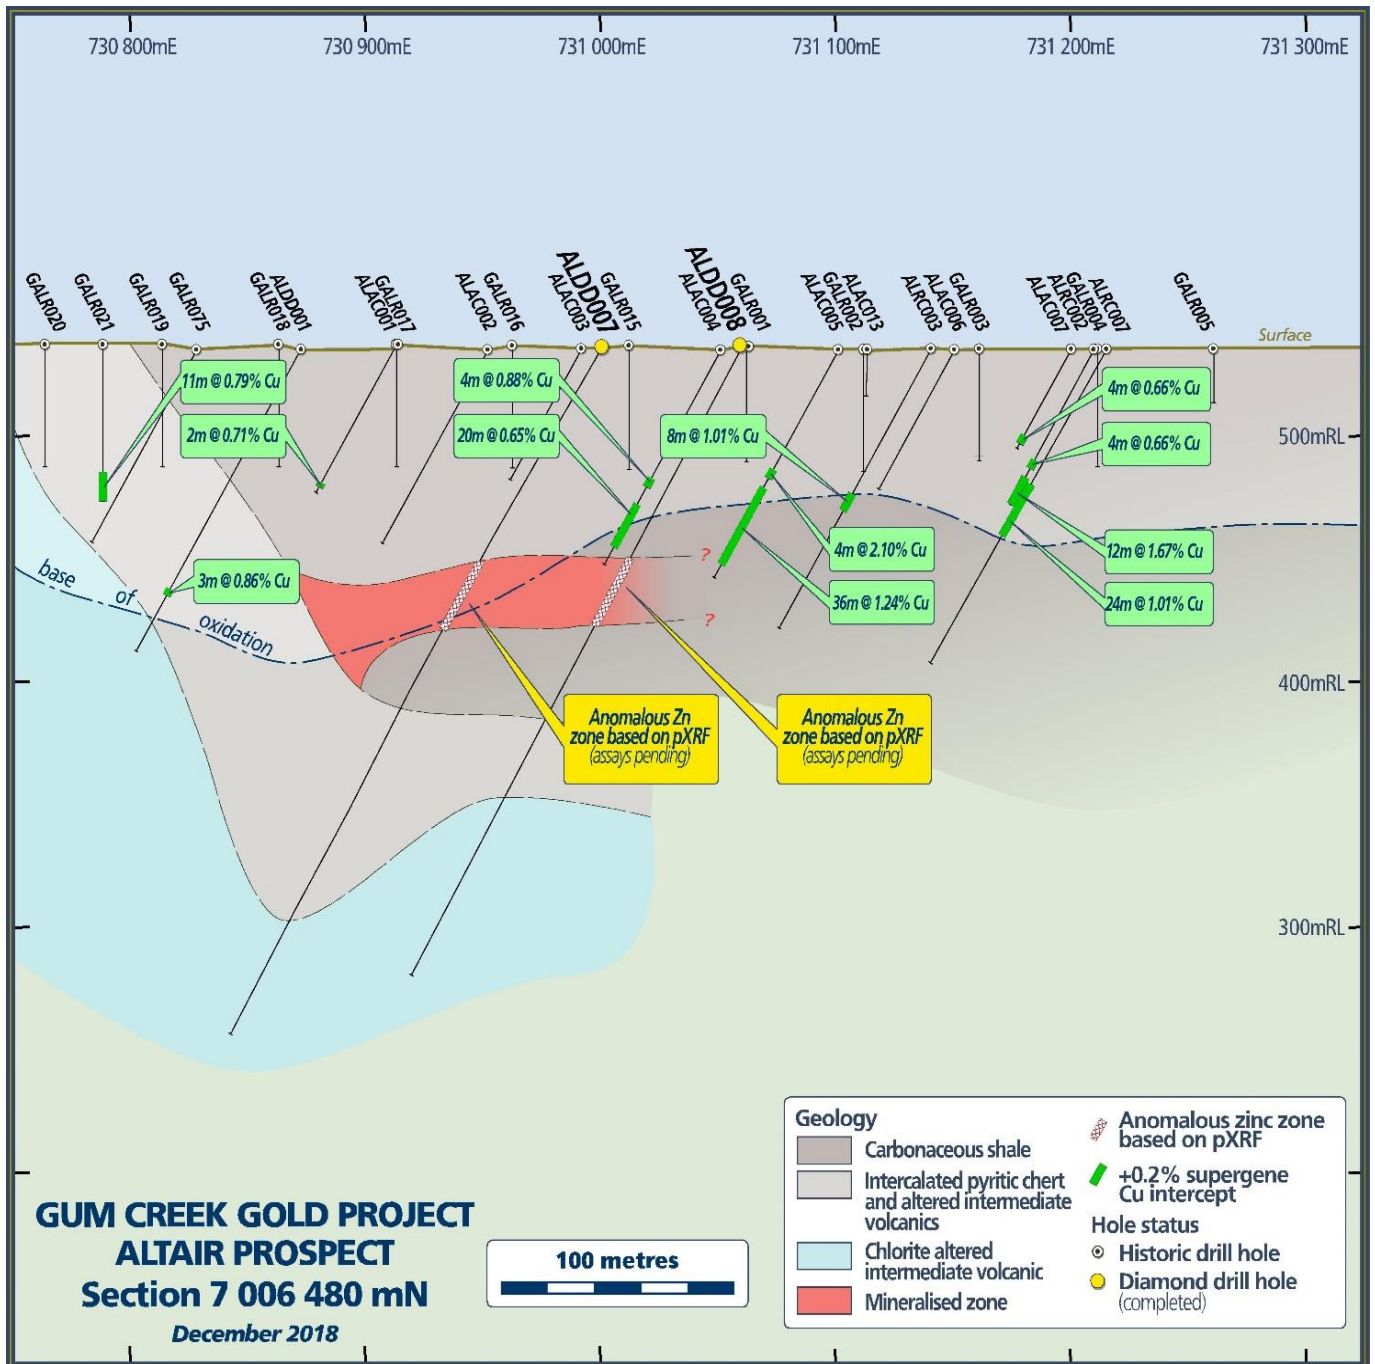 730 800mE
730 900mE
731 000mE
731 100mE
731 200mE
731 300mE
GALR020
GALR021
GALR019
GALR075
GALR018
ALDD001
ALAC001
GALR017
ALAC002
GALR016
ALAC003
ALDD007
GALR015
ALAC004
ALDD008
GALR001
ALAC005
GALR002
ALAC013
ALRC003
ALAC006
GALR003
ALAC007
ALRC002
GALR004
ALRC007
GALR005
Surface
11m @ 0.79% Cu
2m @ 0.71% Cu
4m @ 0.88% Cu
20m @ 0.65% Cu
8m @ 1.01% Cu
4m @ 0.66% Cu
4m @ 0.66% Cu
500mRL
4m @ 2.10% Cu
12m @ 1.67% Cu
3m @ 0.86% Cu
36m @ 1.24% Cu
24m @ 1.01% Cu
base of oxidation
?
?
400mRL
Anomalous Zn
zone based on pXRF
(assays pending)
Anomalous Zn
zone based on pXRF
(assays pending)
300mRL
Geology
Carbonaceous shale
Intercalated pyritic chert
and altered intermediate
volcanics
Chlorite altered
intermediate volcanic
Mineralised zone
Anomalous zinc zone
based on pXRF
+0.2% supergene
Cu intercept
Hole status
Historic drill hole
Diamond drill hole
(completed)
GUM CREEK GOLD PROJECT
ALTAIR PROSPECT
Section 7 006 480 mN
December 2018
100 metres